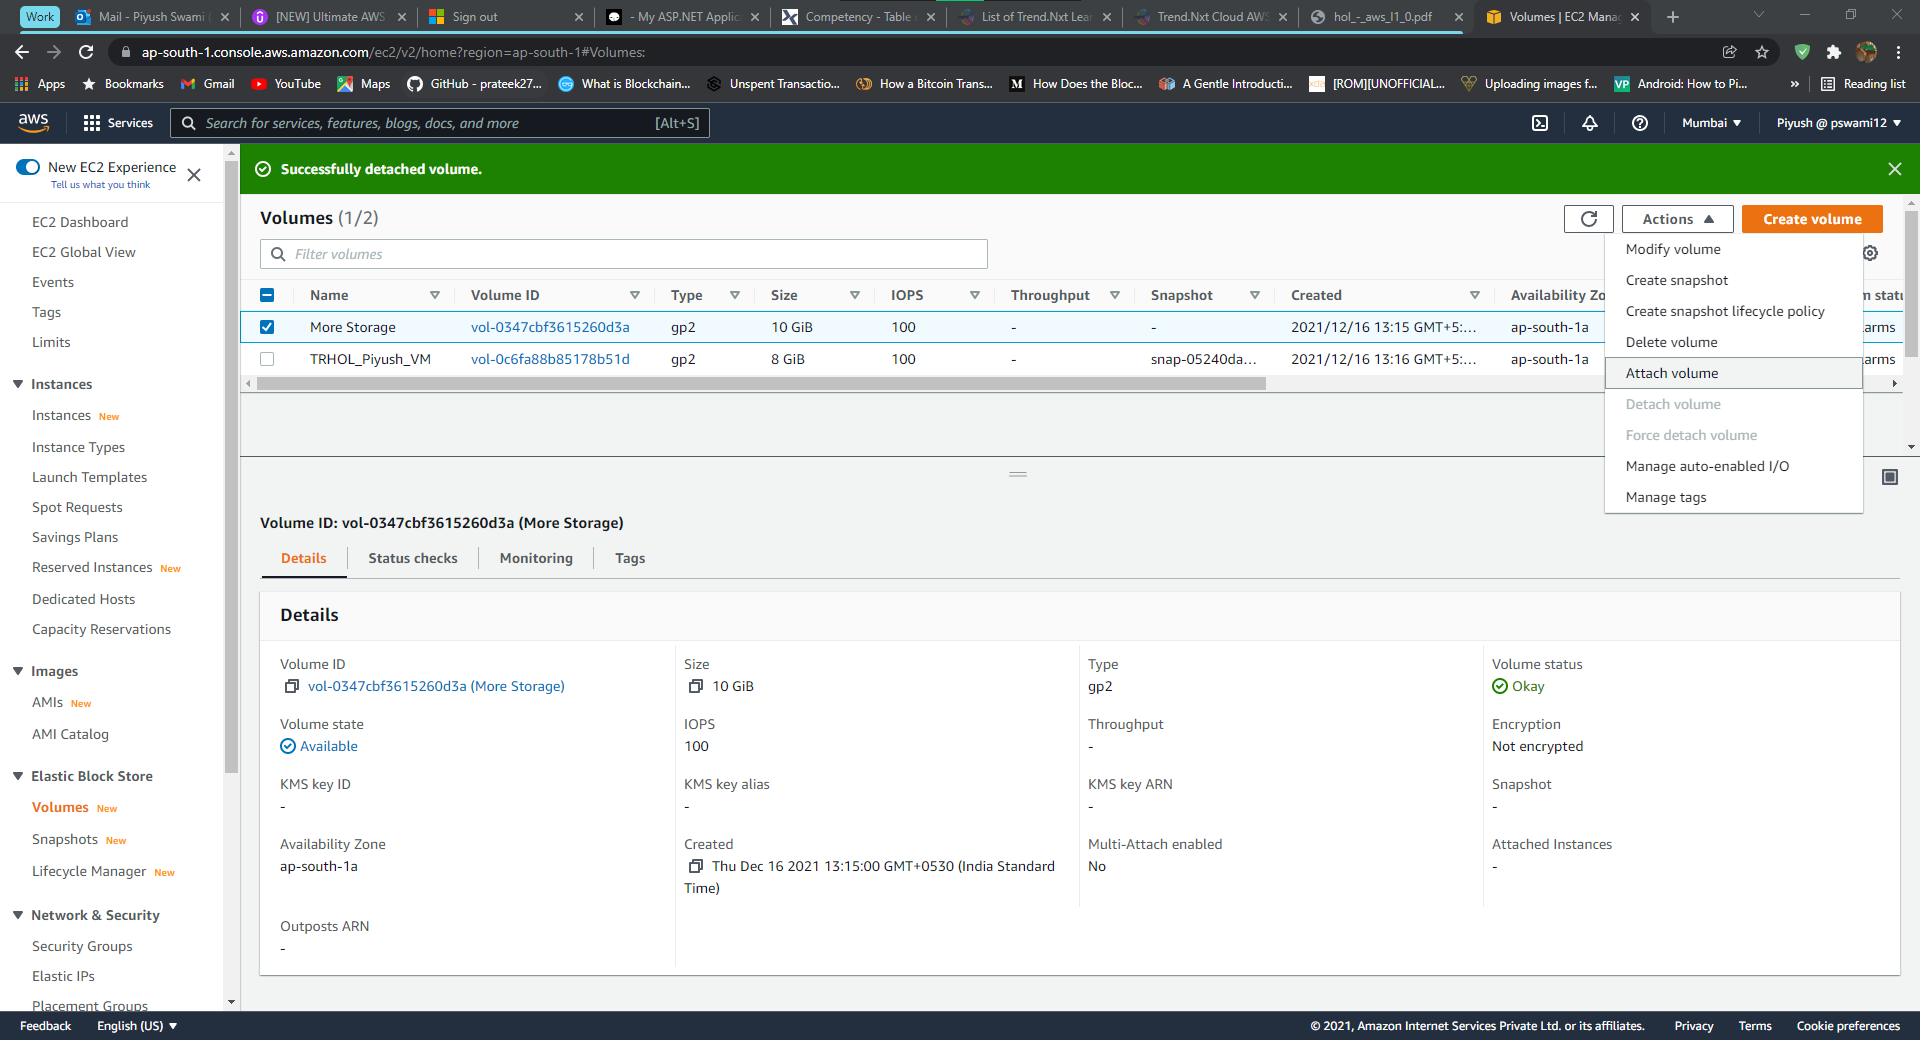 Work
Mail - Piyush Swami
[NEW] Ultimate AWS
Sign out
- My ASP.NET Applic
Competency - Table
List of Trend.Nxt Lear
Trend.Nxt Cloud AWS
hol_-_aws_l1_0.pdf
Volumes | EC2 Mana
ap-south-1.console.aws.amazon.com/ec2/v2/home?region=ap-south-1#Volumes:
Apps
Bookmarks
Gmail
YouTube
Maps
GitHub - prateek27...
What is Blockchain...
Unspent Transactio...
How a Bitcoin Trans...
How Does the Bloc...
A Gentle Introducti...
[ROM][UNOFFICIAL...
Uploading images f...
Android: How to Pi...
»
Reading list
aws
Services
Search for services, features, blogs, docs, and more
[Alt+S]
Mumbai
Piyush @ pswami12
New EC2 Experience
Tell us what you think
EC2 Dashboard
EC2 Global View
Events
Tags
Limits
Instances
Instances New
Instance Types
Launch Templates
Spot Requests
Savings Plans
Reserved Instances New
Dedicated Hosts
Capacity Reservations
Images
AMIs New
AMI Catalog
Elastic Block Store
Volumes New
Snapshots New
Lifecycle Manager New
Network & Security
Security Groups
Elastic IPs
Placement Groups
Successfully detached volume.
Volumes (1/2)
Actions
Create volume
Filter volumes
Name Volume ID Type Size IOPS Throughput Snapshot Created Availability Zo m statu
More Storage vol-0347cbf3615260d3a gp2 10 GiB 100 - - 2021/12/16 13:15 GMT+5:... ap-south-1a arms
TRHOL_Piyush_VM vol-0c6fa88b85178b51d gp2 8 GiB 100 - snap-05240da... 2021/12/16 13:16 GMT+5:... ap-south-1a arms
Modify volume
Create snapshot
Create snapshot lifecycle policy
Delete volume
Attach volume
Detach volume
Force detach volume
Manage auto-enabled I/O
Manage tags
Volume ID: vol-0347cbf3615260d3a (More Storage)
Details
Status checks
Monitoring
Tags
Details
Volume ID
vol-0347cbf3615260d3a (More Storage)
Size
10 GiB
Type
gp2
Volume status
Okay
Volume state
Available
IOPS
100
Throughput
-
Encryption
Not encrypted
KMS key ID
-
KMS key alias
-
KMS key ARN
-
Snapshot
-
Availability Zone
ap-south-1a
Created
Thu Dec 16 2021 13:15:00 GMT+0530 (India Standard
Time)
Multi-Attach enabled
No
Attached Instances
-
Outposts ARN
-
Feedback
English (US)
© 2021, Amazon Internet Services Private Ltd. or its affiliates.
Privacy
Terms
Cookie preferences